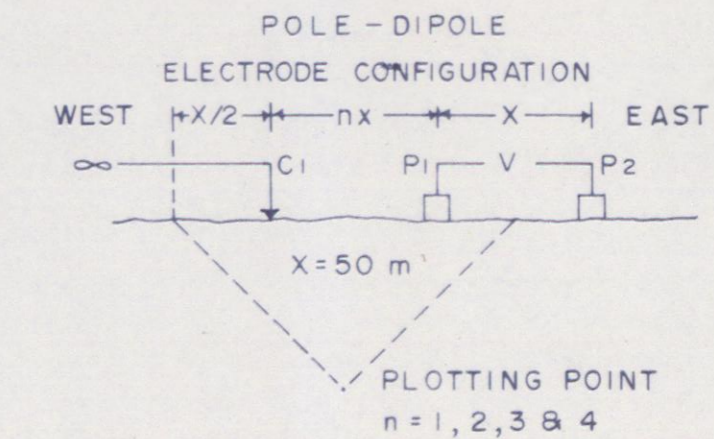 POLE - DIPOLE
ELECTRODE CONFIGURATION
WEST X/2 nx X EAST
∞ C1 P1 V P2
X = 50 m
PLOTTING POINT
n = 1, 2, 3 & 4